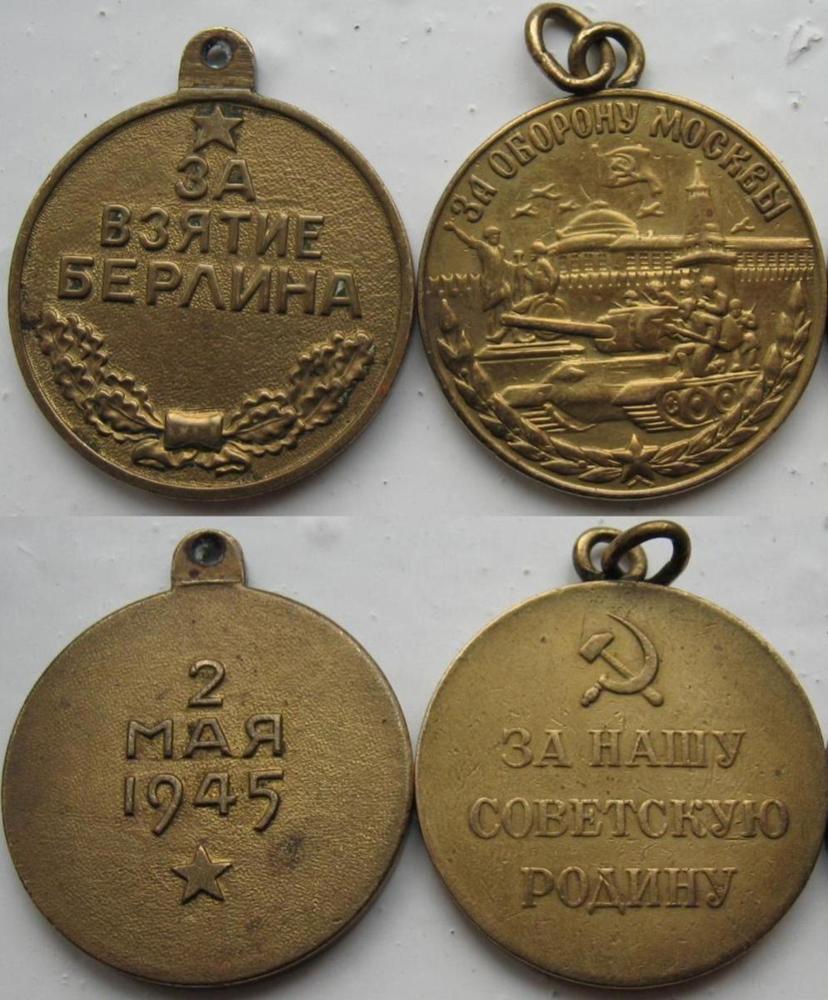 ЗА
ВЗЯТИЕ
БЕРЛИНА
ЗА ОБОРОНУ МОСКВЫ
2
МАЯ
1945
ЗА НАШУ
СОВЕТСКУЮ
РОДИНУ